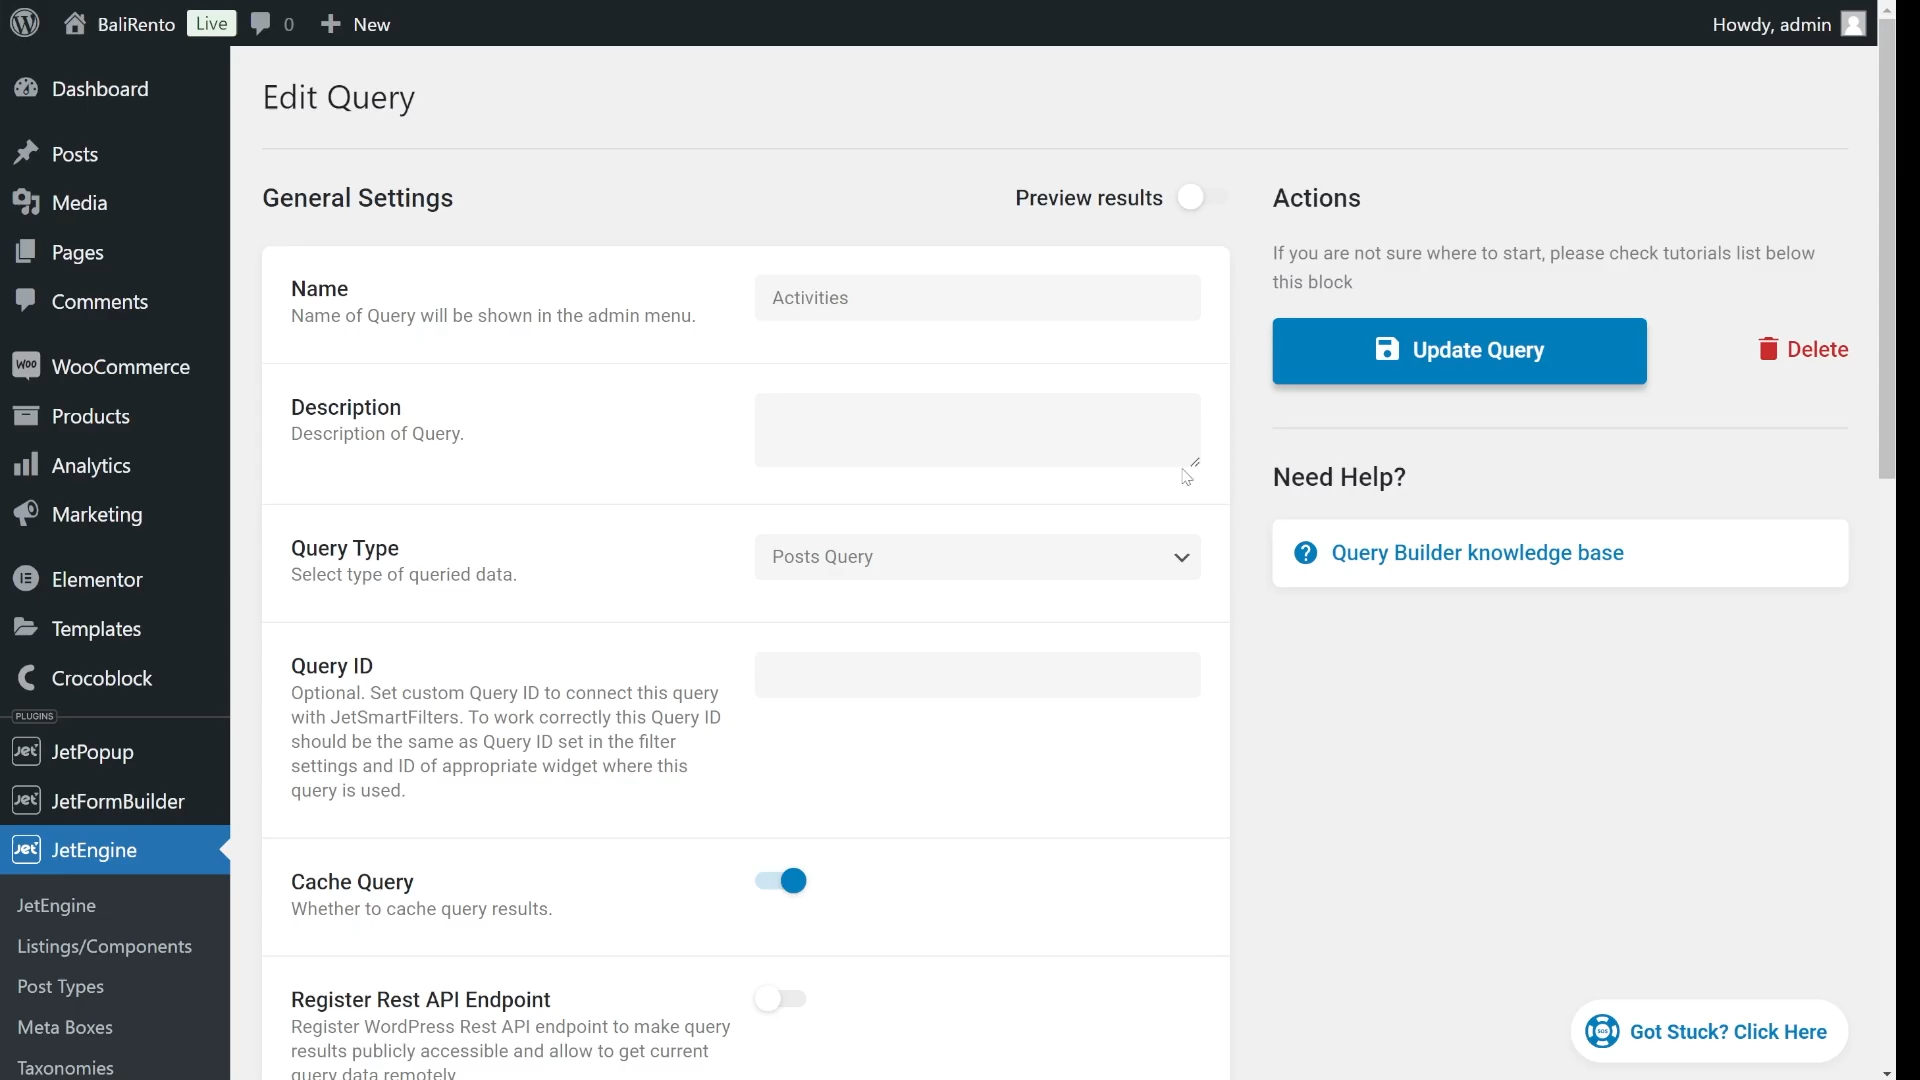 BaliRento
Live
0
New
Howdy, admin
Dashboard
Posts
Media
Pages
Comments
Woo
WooCommerce
Products
Analytics
Marketing
Elementor
Templates
Crocoblock
PLUGINS
Jet
JetPopup
Jet
JetFormBuilder
Jet
JetEngine
JetEngine
Listings/Components
Post Types
Meta Boxes
Taxonomies
Edit Query
General Settings
Preview results
Name
Name of Query will be shown in the admin menu.
Activities
Description
Description of Query.
Query Type
Select type of queried data.
Posts Query
Query ID
Optional. Set custom Query ID to connect this query
with JetSmartFilters. To work correctly this Query ID
should be the same as Query ID set in the filter
settings and ID of appropriate widget where this
query is used.
Cache Query
Whether to cache query results.
Register Rest API Endpoint
Register WordPress Rest API endpoint to make query
results publicly accessible and allow to get current
query data remotely
Actions
If you are not sure where to start, please check tutorials list below
this block
Update Query
Delete
Need Help?
? Query Builder knowledge base
SOS
Got Stuck? Click Here